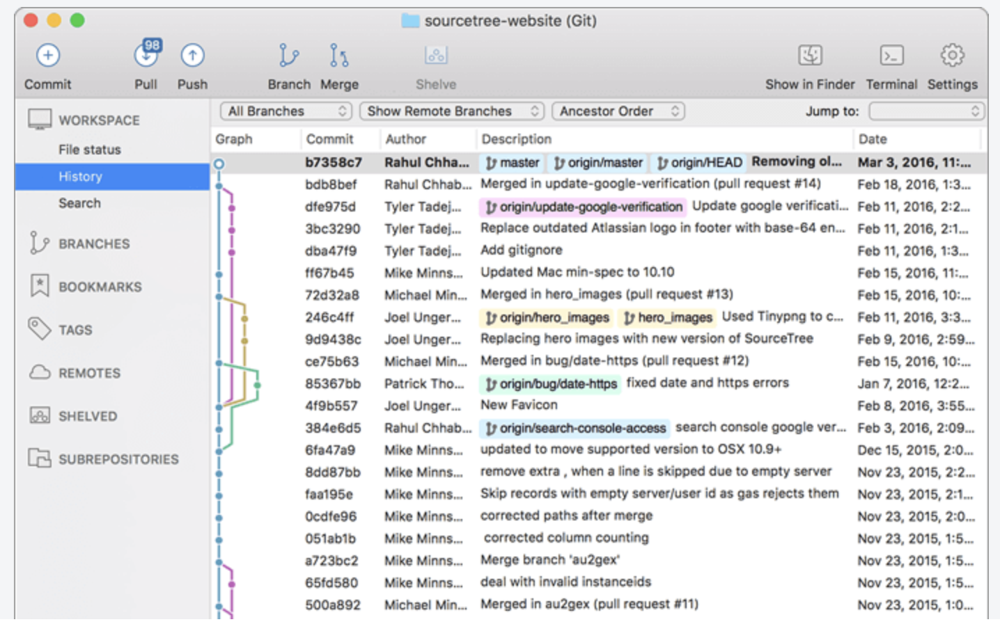 sourcetree-website (Git)
98
Commit Pull Push Branch Merge Shelve Show in Finder Terminal Settings
WORKSPACE
File status
History
Search
BRANCHES
BOOKMARKS
TAGS
REMOTES
SHELVED
SUBREPOSITORIES
All Branches Show Remote Branches Ancestor Order Jump to:
Graph Commit Author Description Date
b7358c7 Rahul Chha... master origin/master origin/HEAD Removing ol... Mar 3, 2016, 11:...
bdb8bef Rahul Chhab... Merged in update-google-verification (pull request #14) Feb 18, 2016, 1:3...
dfe975d Tyler Tadej... origin/update-google-verification Update google verificati... Feb 11, 2016, 2:2...
3bc3290 Tyler Tadej... Replace outdated Atlassian logo in footer with base-64 en... Feb 11, 2016, 2:1...
dba47f9 Tyler Tadej... Add gitignore Feb 11, 2016, 1:3...
ff67b45 Mike Minns... Updated Mac min-spec to 10.10 Feb 15, 2016, 11:...
72d32a8 Michael Min... Merged in hero_images (pull request #13) Feb 15, 2016, 10:...
246c4ff Joel Unger... origin/hero_images hero_images Used Tinypng to c... Feb 11, 2016, 3:3...
9d9438c Joel Unger... Replacing hero images with new version of SourceTree Feb 9, 2016, 2:59...
ce75b63 Michael Min... Merged in bug/date-https (pull request #12) Feb 15, 2016, 10:...
85367bb Patrick Tho... origin/bug/date-https fixed date and https errors Jan 7, 2016, 12:2...
4f9b557 Joel Unger... New Favicon Feb 8, 2016, 3:55...
384e6d5 Rahul Chhab... origin/search-console-access search console google ver... Feb 3, 2016, 2:09...
6fa47a9 Mike Minns... updated to move supported version to OSX 10.9+ Dec 15, 2015, 2:0...
8dd87bb Mike Minns... remove extra , when a line is skipped due to empty server Nov 23, 2015, 2:2...
faa195e Mike Minns... Skip records with empty server/user id as gas rejects them Nov 23, 2015, 2:1...
0cdfe96 Mike Minns... corrected paths after merge Nov 23, 2015, 2:0...
051ab1b Mike Minns... corrected column counting Nov 23, 2015, 1:5...
a723bc2 Mike Minns... Merge branch 'au2gex' Nov 23, 2015, 1:5...
65fd580 Mike Minns... deal with invalid instanceids Nov 23, 2015, 1:5...
500a892 Michael Min... Merged in au2gex (pull request #11) Nov 23, 2015, 1:0...